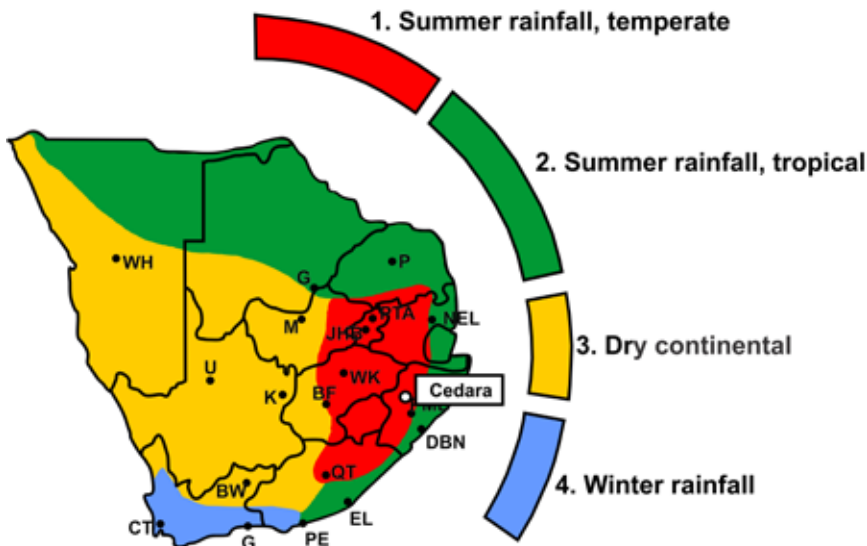 1. Summer rainfall, temperate
2. Summer rainfall, tropical
WH
P
G
M
PTA
NEL
JHB
3. Dry continental
U
WK
K
BF
Cedara
DBN
QT
BW
4. Winter rainfall
EL
CT
G
PE